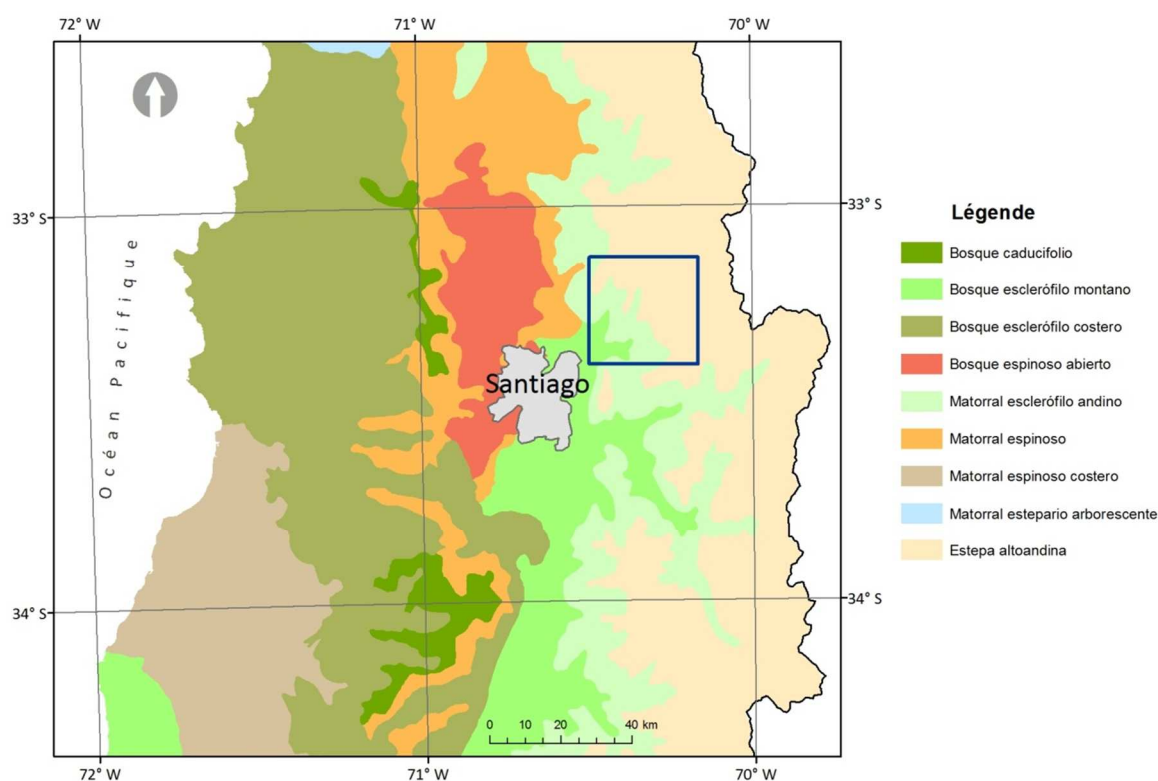 72° W
71° W
70° W
33° S
33° S
Océan Pacifique
Santiago
34° S
34° S
0 10 20 40 km
72° W
71° W
70° W
Légende
Bosque caducifolio
Bosque esclerófilo montano
Bosque esclerófilo costero
Bosque espinoso abierto
Matorral esclerófilo andino
Matorral espinoso
Matorral espinoso costero
Matorral estepario arborescente
Estepa altoandina